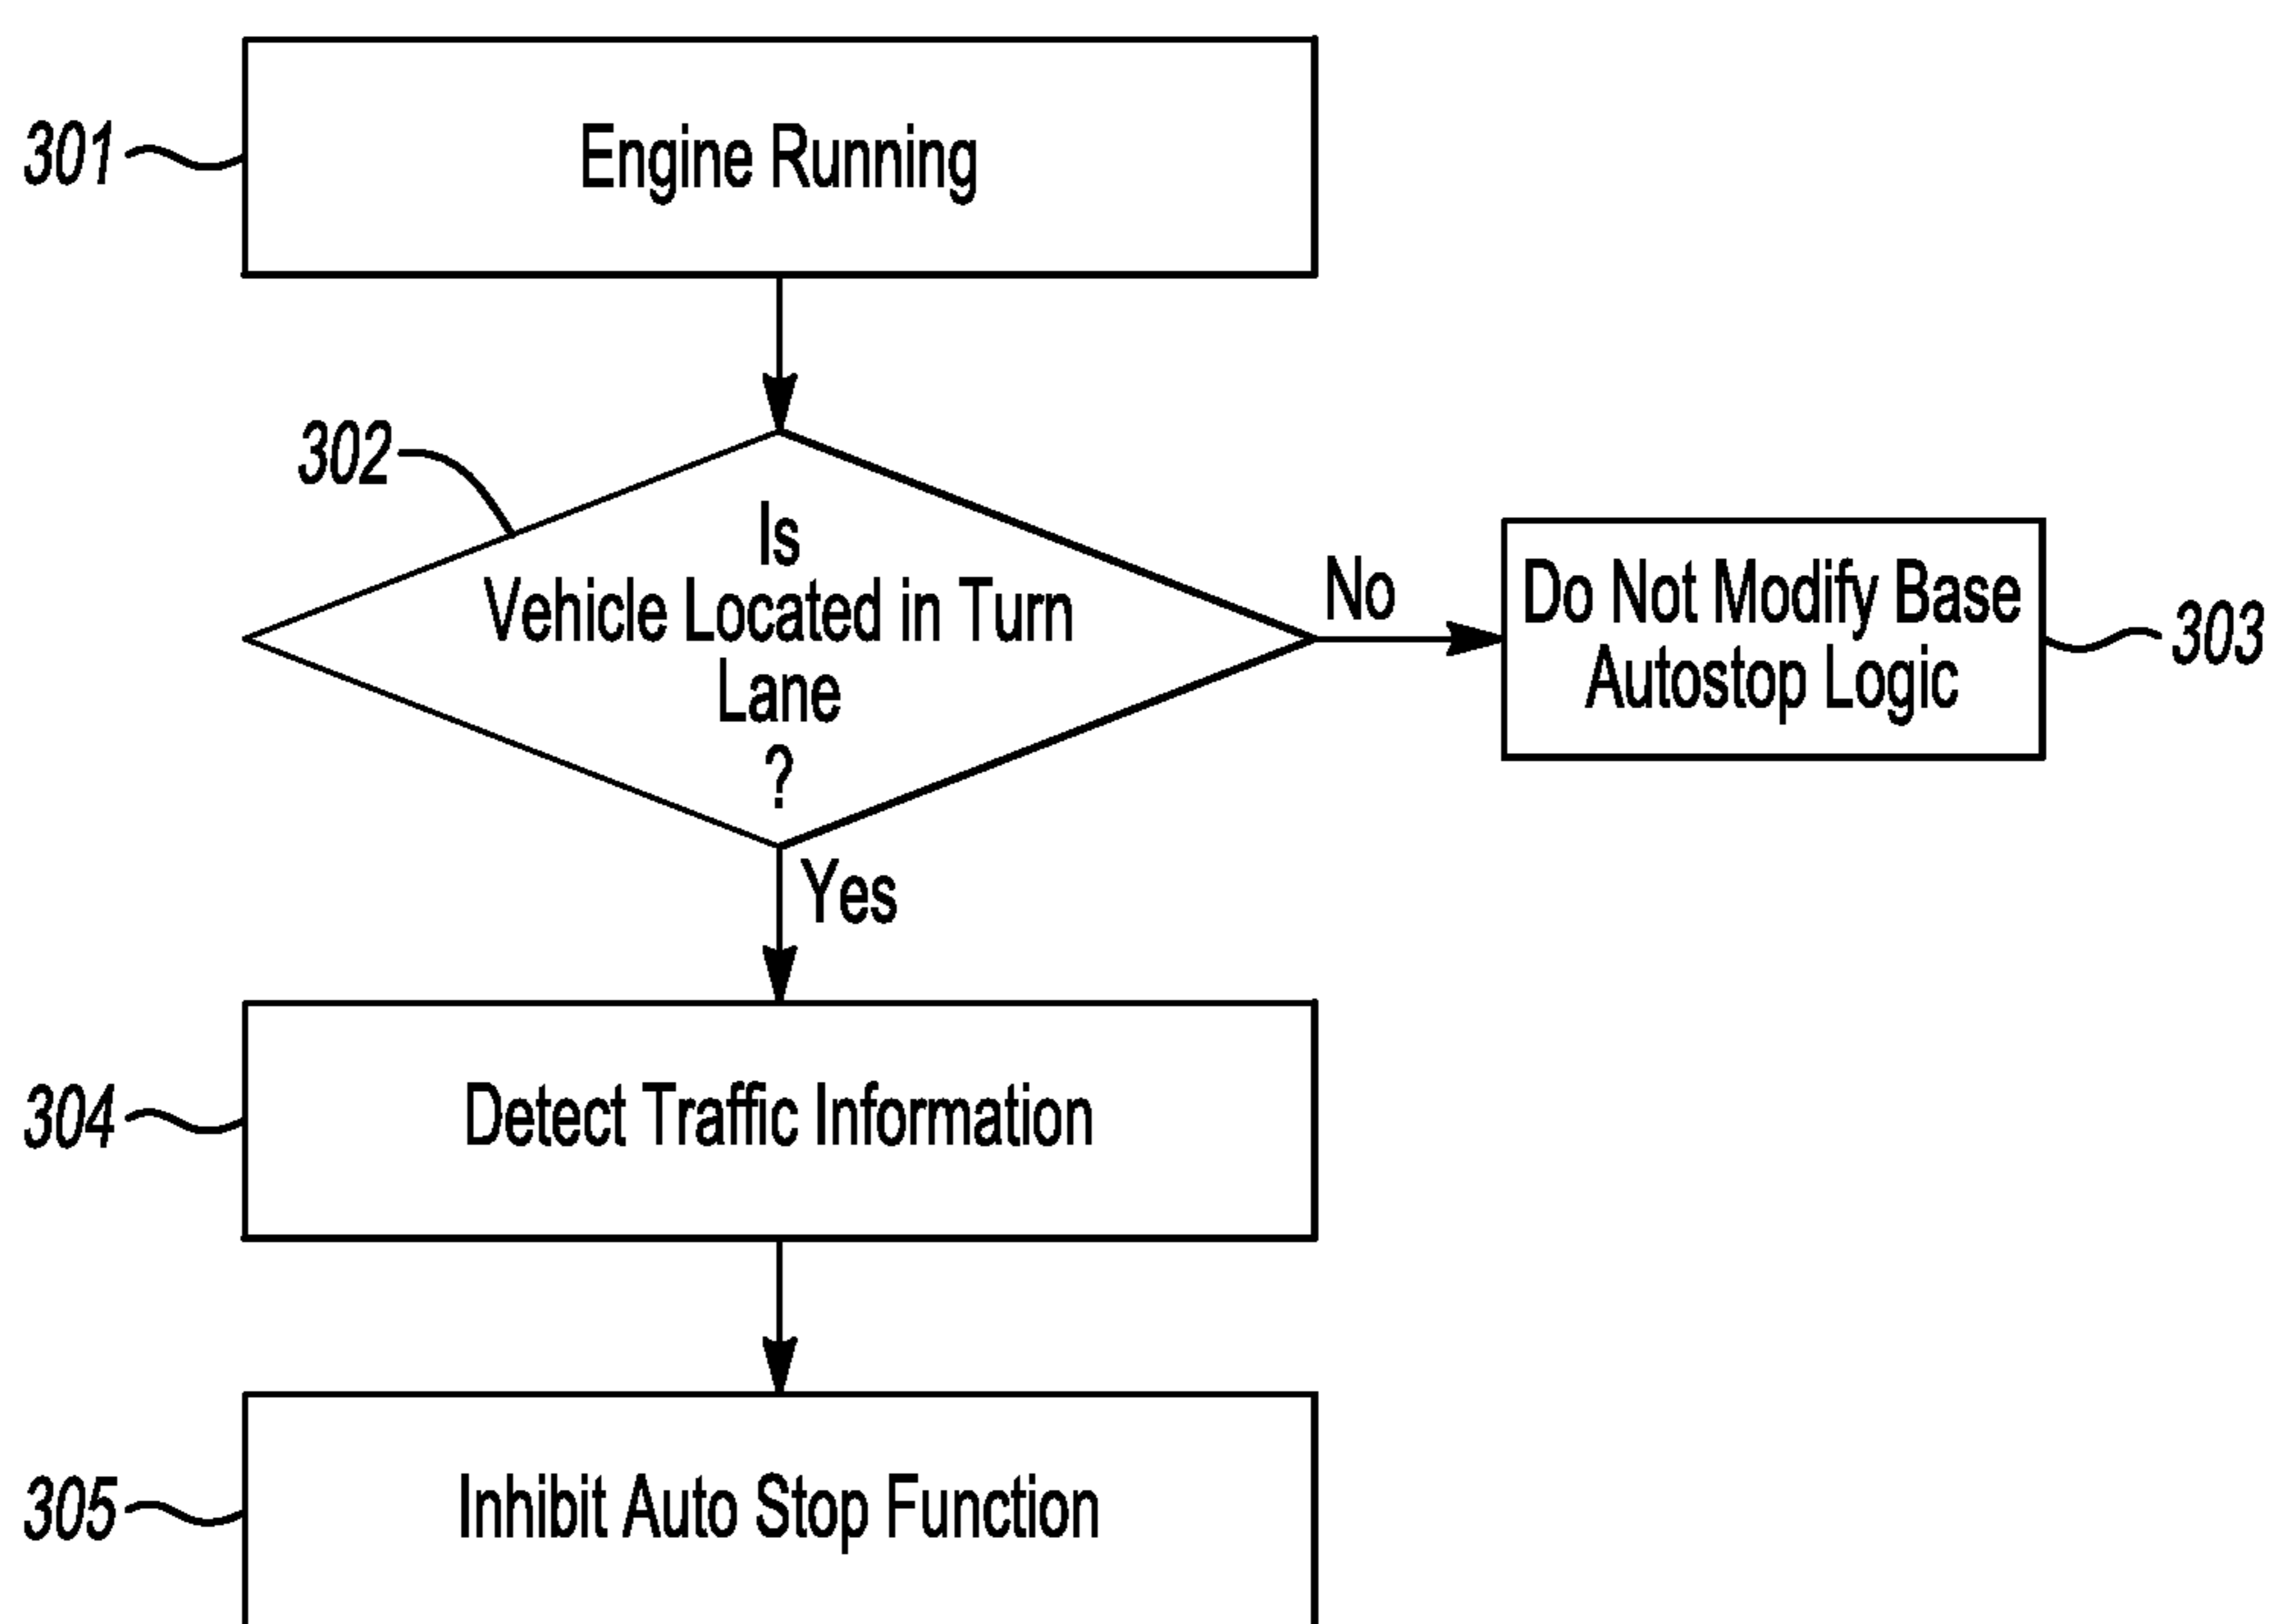 301
Engine Running
302
Is
Vehicle Located in Turn
Lane
?
No
Do Not Modify Base
Autostop Logic
303
Yes
304
Detect Traffic Information
305
Inhibit Auto Stop Function